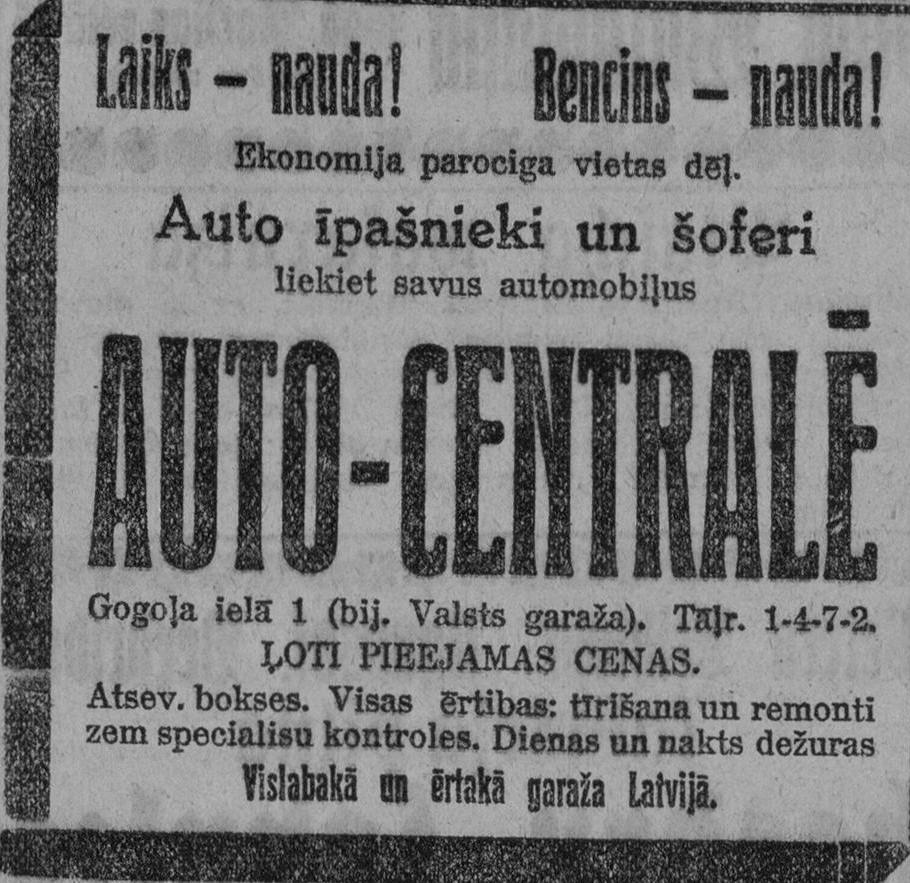 Laiks – nauda! Bencins – nauda!
Ekonomija parociga vietas dēļ.
Auto īpašnieki un šoferi
liekiet savus automobiļus
AUTO-CENTRALĒ
Gogoļa ielā 1 (bij. Valsts garaža). Tāļr. 1-4-7-2.
ĻOTI PIEEJAMAS CENAS.
Atsev. bokses. Visas ērtibas: tīrišana un remonti
zem specialisu kontroles. Dienas un nakts dežuras
Vislabakā un ērtakā garaža Latvijā.